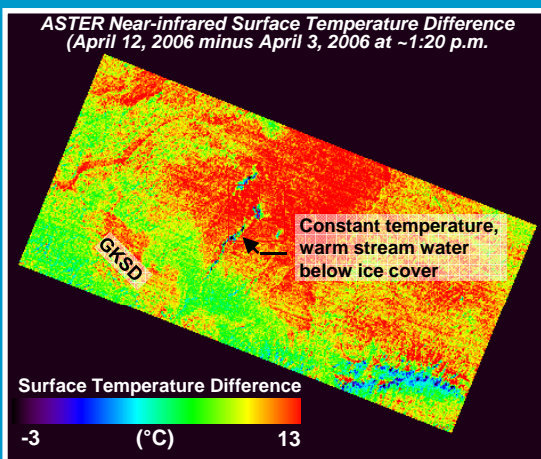 ASTER Near-infrared Surface Temperature Difference
(April 12, 2006 minus April 3, 2006 at ~1:20 p.m.
Constant temperature,
warm stream water
below ice cover
GKSD
Surface Temperature Difference
-3 (°C) 13